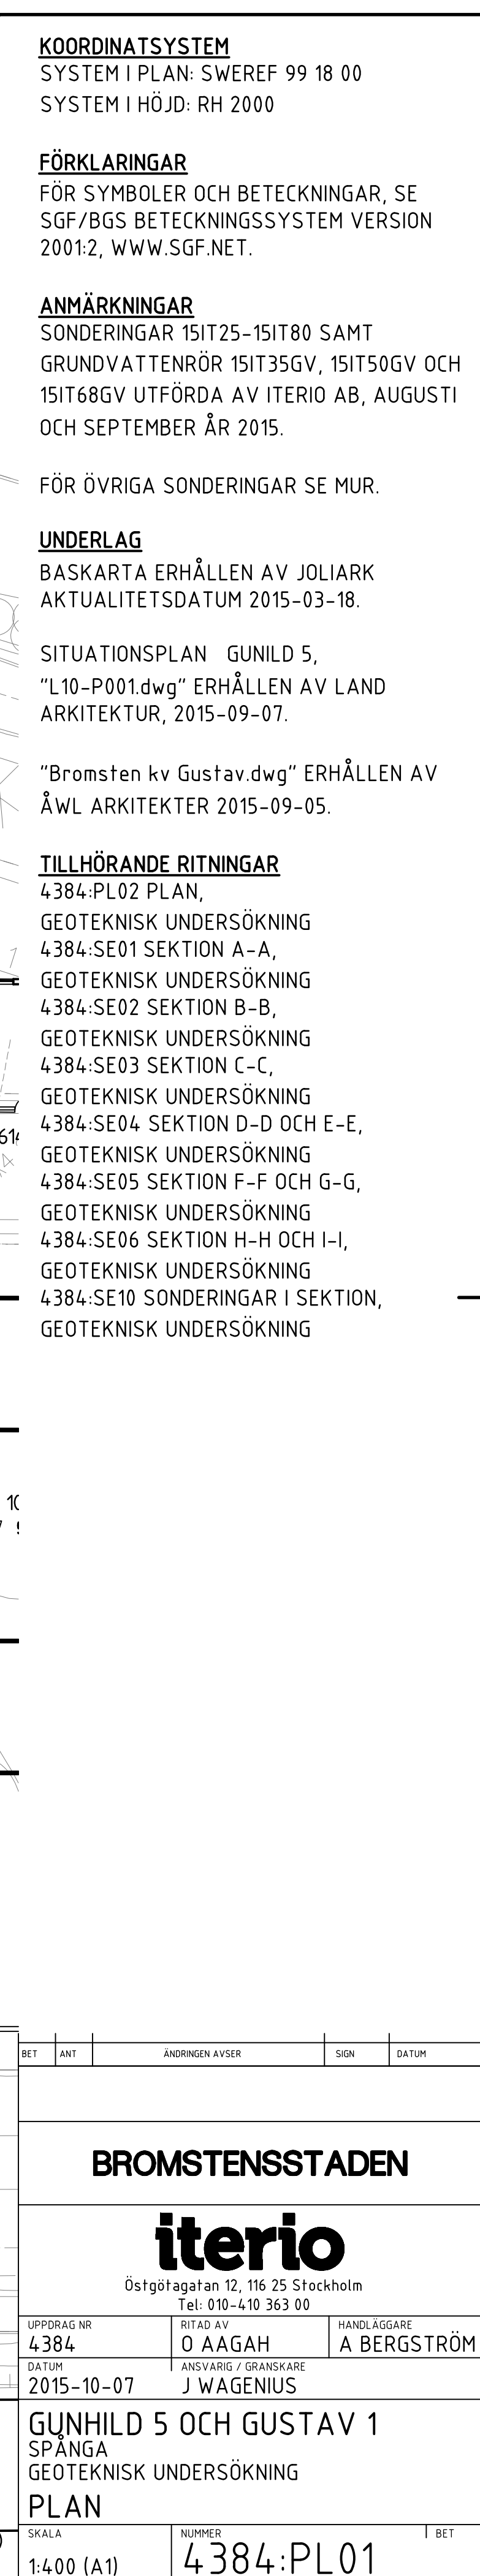 KOORDINATSYSTEM
SYSTEM I PLAN: SWEREF 99 18 00
SYSTEM I HÖJD: RH 2000
FÖRKLARINGAR
FÖR SYMBOLER OCH BETECKNINGAR, SE
SGF/BGS BETECKNINGSSYSTEM VERSION
2001:2, WWW.SGF.NET.
ANMÄRKNINGAR
SONDERINGAR 15IT25-15IT80 SAMT
GRUNDVATTENRÖR 15IT35GV, 15IT50GV OCH
15IT68GV UTFÖRDA AV ITERIO AB, AUGUSTI
OCH SEPTEMBER ÅR 2015.
FÖR ÖVRIGA SONDERINGAR SE MUR.
UNDERLAG
BASKARTA ERHÅLLEN AV JOLIARK
AKTUALITETSDATUM 2015-03-18.
SITUATIONSPLAN GUNILD 5,
"L10-P001.dwg" ERHÅLLEN AV LAND
ARKITEKTUR, 2015-09-07.
"Bromsten kv Gustav.dwg" ERHÅLLEN AV
ÅWL ARKITEKTER 2015-09-05.
TILLHÖRANDE RITNINGAR
4384:PL02 PLAN,
GEOTEKNISK UNDERSÖKNING
4384:SE01 SEKTION A-A,
GEOTEKNISK UNDERSÖKNING
4384:SE02 SEKTION B-B,
GEOTEKNISK UNDERSÖKNING
4384:SE03 SEKTION C-C,
GEOTEKNISK UNDERSÖKNING
4384:SE04 SEKTION D-D OCH E-E,
GEOTEKNISK UNDERSÖKNING
4384:SE05 SEKTION F-F OCH G-G,
GEOTEKNISK UNDERSÖKNING
4384:SE06 SEKTION H-H OCH I-I,
GEOTEKNISK UNDERSÖKNING
4384:SE10 SONDERINGAR I SEKTION,
GEOTEKNISK UNDERSÖKNING
BET ANT ÄNDRINGEN AVSER SIGN DATUM
BROMSTENSSTADEN
iterio
Östgötagatan 12, 116 25 Stockholm
Tel: 010-410 363 00
UPPDRAG NR RITAD AV HANDLÄGGARE
4384 O AAGAH A BERGSTRÖM
DATUM ANSVARIG / GRANSKARE
2015-10-07 J WAGENIUS
GUNHILD 5 OCH GUSTAV 1
SPÅNGA
GEOTEKNISK UNDERSÖKNING
PLAN
SKALA NUMMER BET
1:400 (A1) 4384:PL01